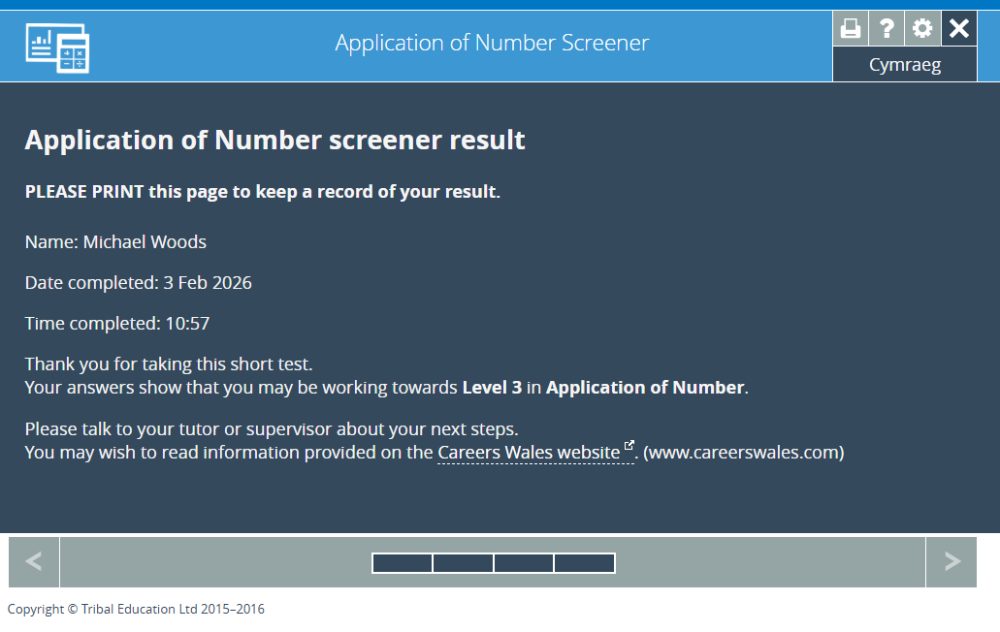 Application of Number Screener
?
Cymraeg
Application of Number screener result
PLEASE PRINT this page to keep a record of your result.
Name: Michael Woods
Date completed: 3 Feb 2026
Time completed: 10:57
Thank you for taking this short test.
Your answers show that you may be working towards Level 3 in Application of Number.
Please talk to your tutor or supervisor about your next steps.
You may wish to read information provided on the Careers Wales website. (www.careerswales.com)
< >
Copyright © Tribal Education Ltd 2015–2016